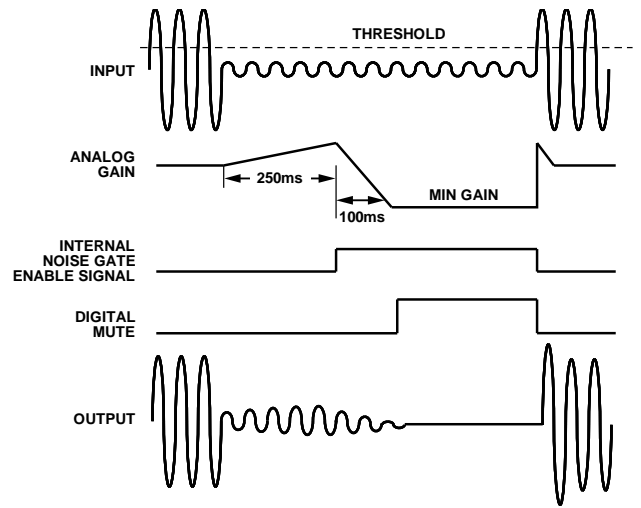 THRESHOLD
INPUT
ANALOG
GAIN
250ms
100ms
MIN GAIN
INTERNAL
NOISE GATE
ENABLE SIGNAL
DIGITAL
MUTE
OUTPUT